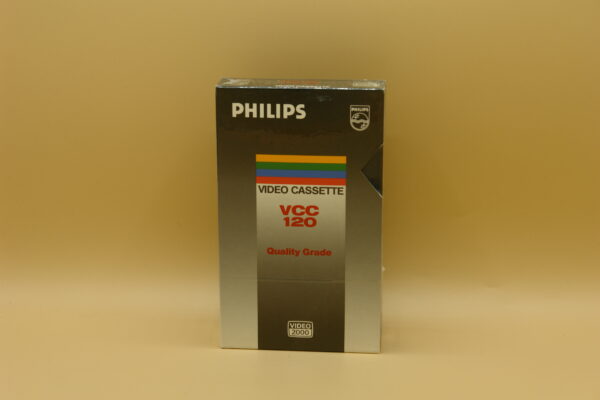 PHILIPS
PHILIPS
VIDEO CASSETTE
VCC
120
Quality Grade
VIDEO
2000